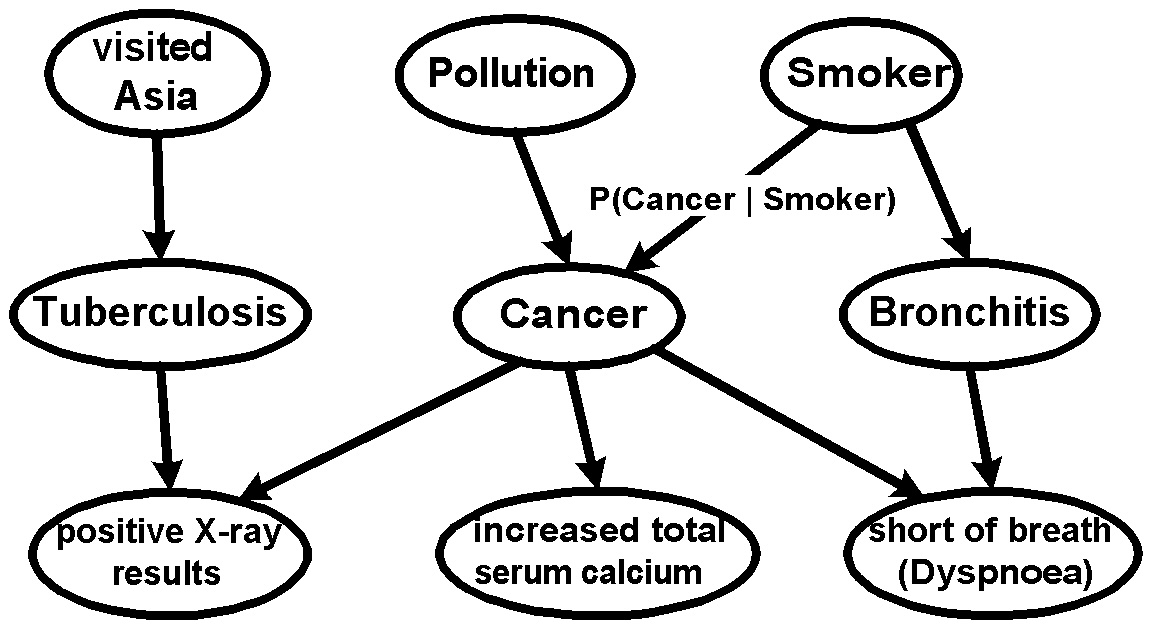 visited
Asia
Pollution
Smoker
P(Cancer | Smoker)
Tuberculosis
Cancer
Bronchitis
positive X-ray
results
increased total
serum calcium
short of breath
(Dyspnoea)